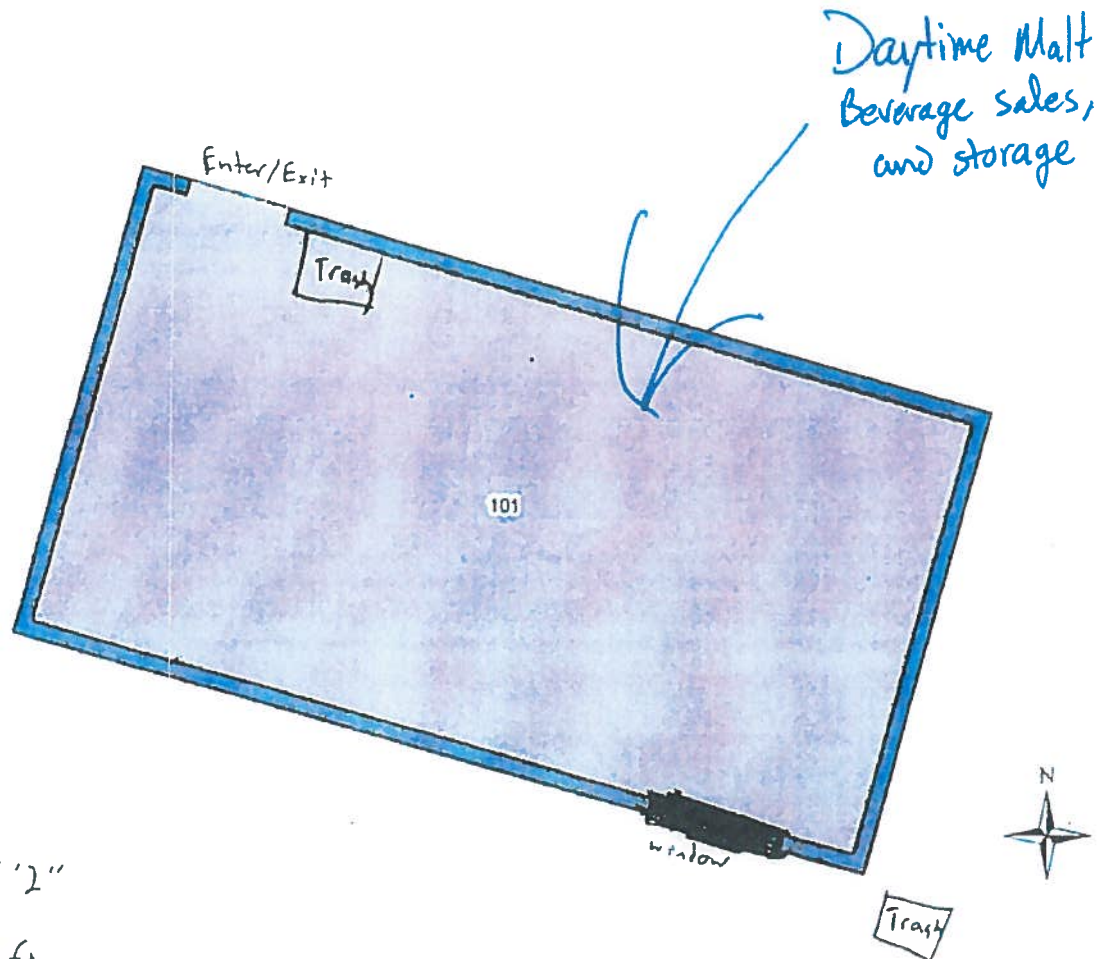 Daytime Malt
Beverage sales,
and storage
Enter/Exit
Trash
101
N
window
'2"
Trash